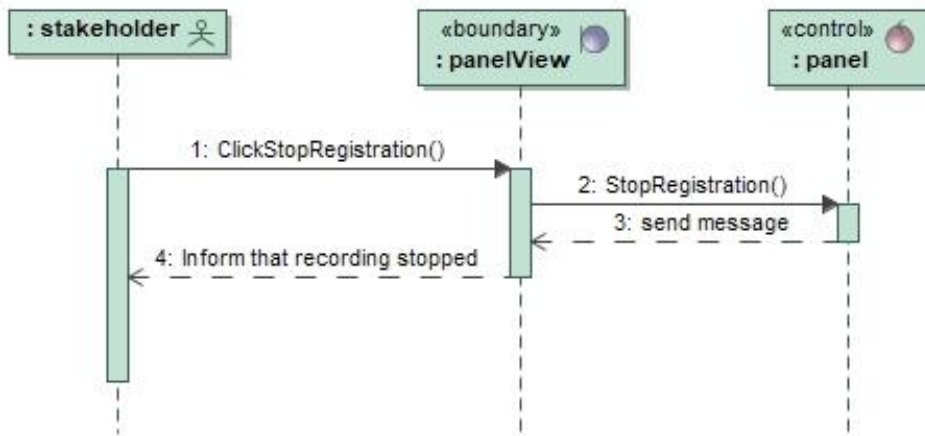 : stakeholder
«boundary»
: panelView
«control»
: panel
1: ClickStopRegistration()
2: StopRegistration()
3: send message
4: Inform that recording stopped